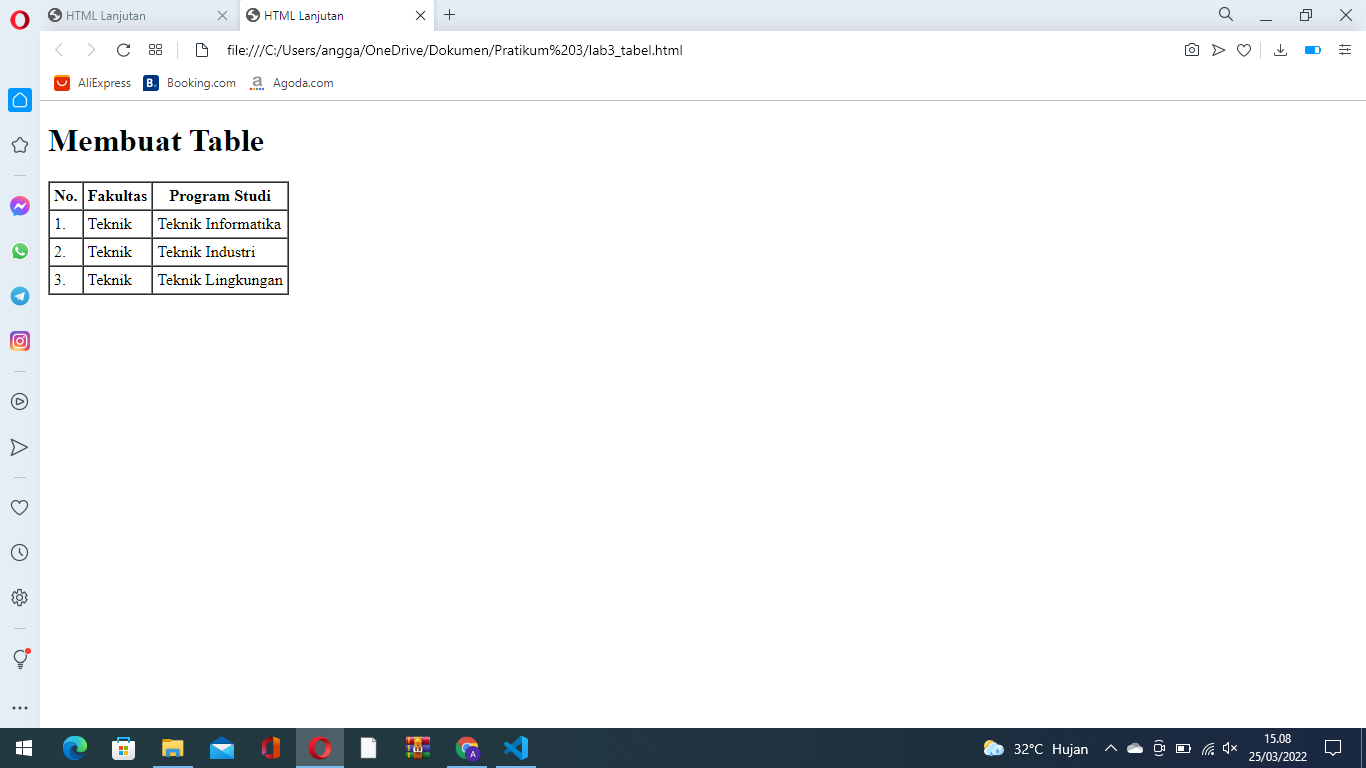 HTML Lanjutan
HTML Lanjutan
file:///C:/Users/angga/OneDrive/Dokumen/Pratikum%203/lab3_tabel.html
AliExpress
B.
Booking.com
a
Agoda.com
Membuat Table
No. Fakultas Program Studi
1. Teknik Teknik Informatika
2. Teknik Teknik Industri
3. Teknik Teknik Lingkungan
A
32°C Hujan
15.08
25/03/2022